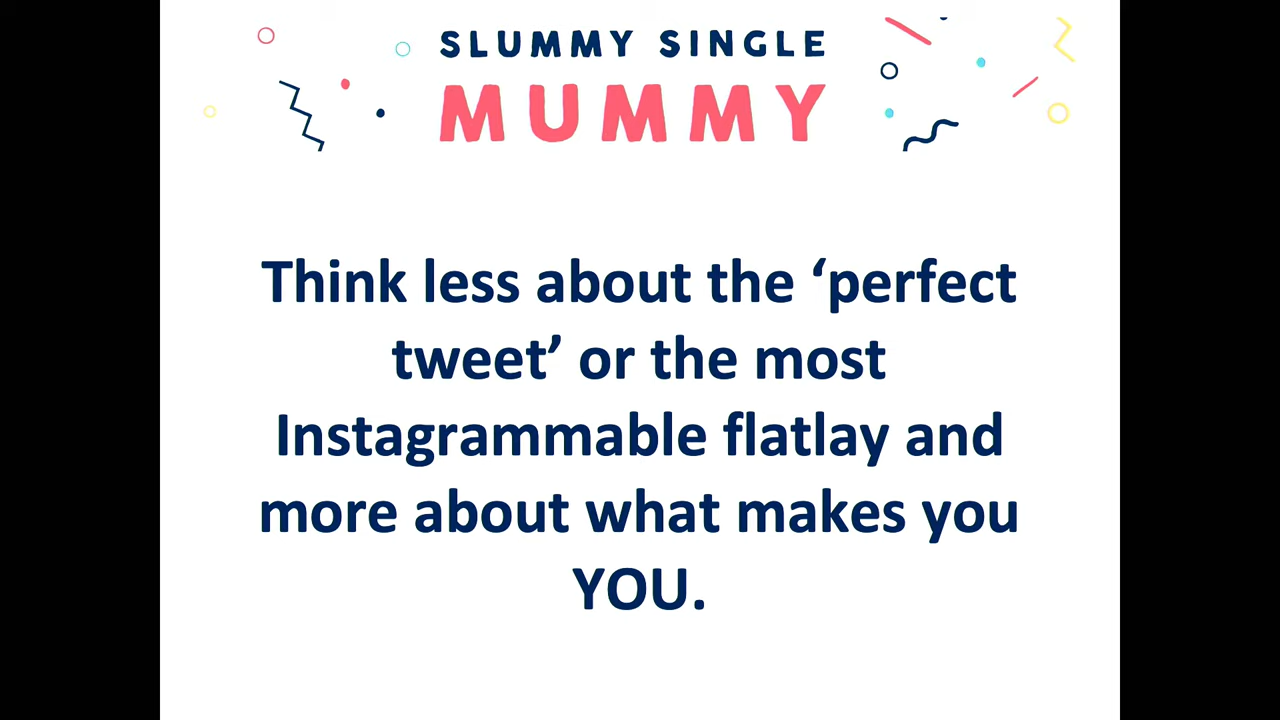 SLUMMY SINGLE
MUMMY
Think less about the ‘perfect
tweet’ or the most
Instagrammable flatlay and
more about what makes you
YOU.